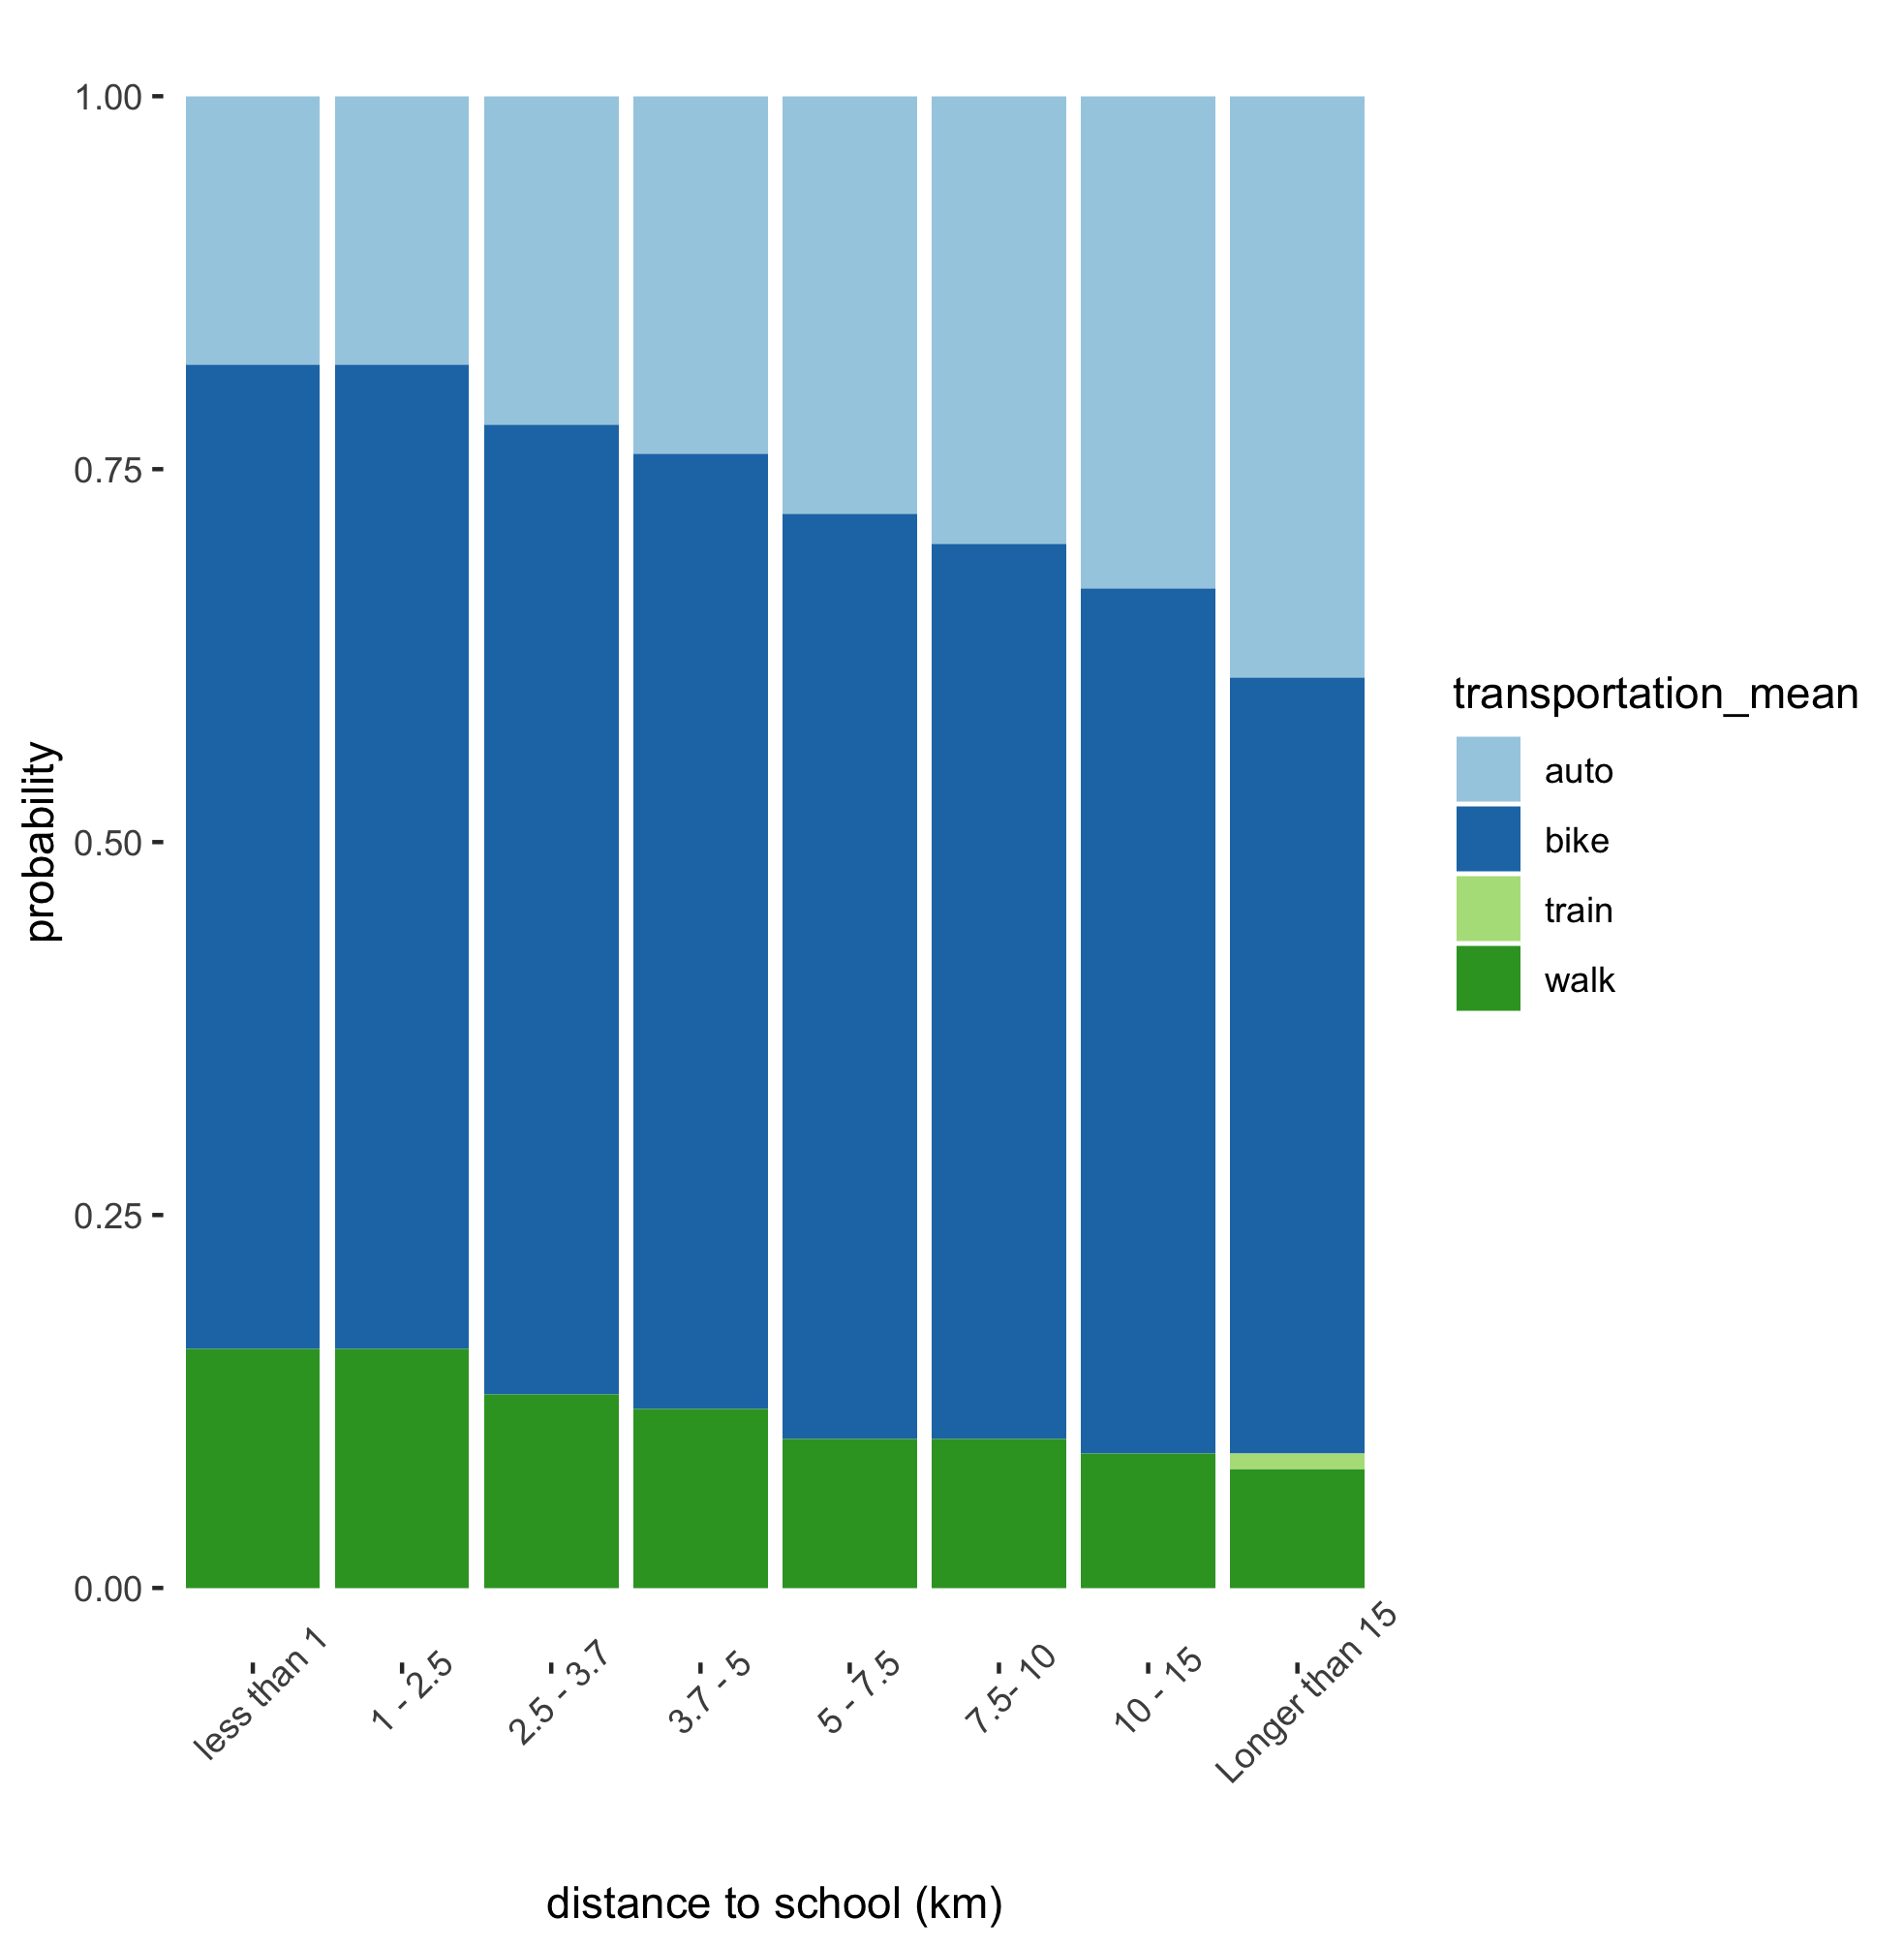 1.00
0.75
0.50
0.25
0.00
probability
less than 1
1 - 2.5
2.5 - 3.7
3.7 - 5
5 - 7.5
7.5- 10
10 - 15
Longer than 15
distance to school (km)
transportation_mean
auto
bike
train
walk